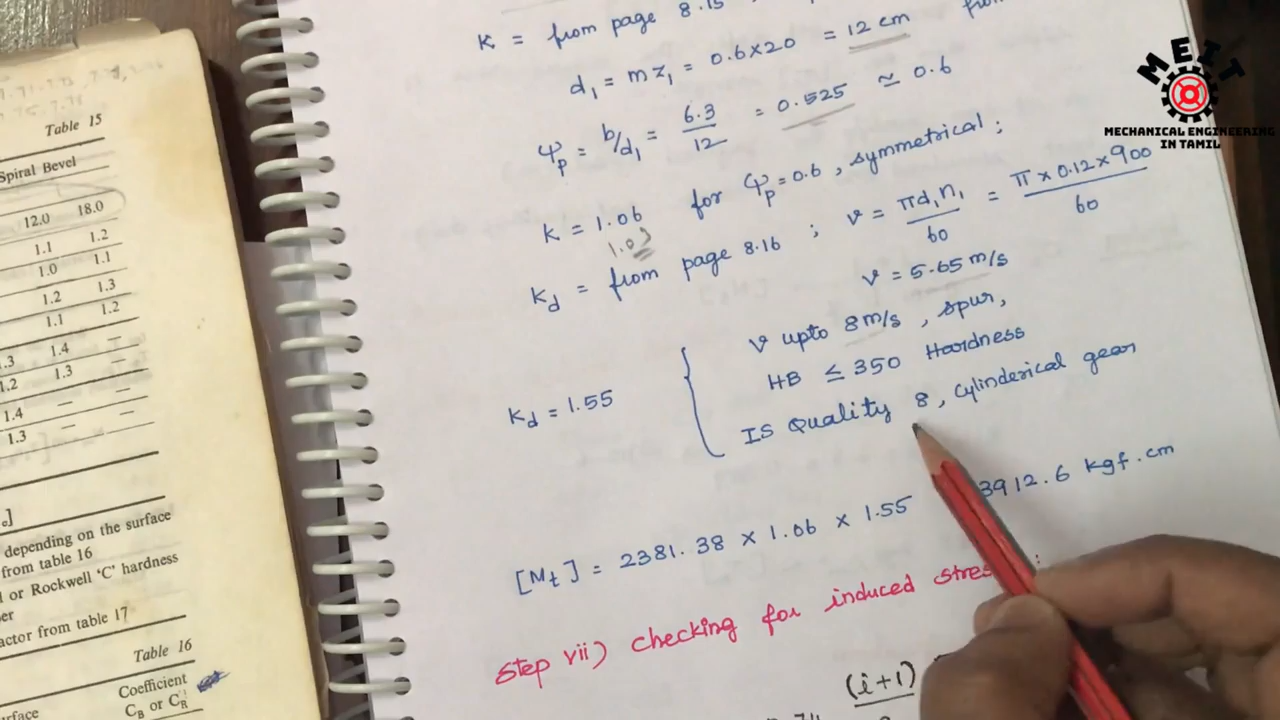 K = from page 8.15
d₁ = mz₁ = 0.6×20 = 12 cm
Ψp = b/d₁ = 6.3/12 = 0.525 ≃ 0.6
K = 1.06 for Ψp = 0.6, symmetrical;
1.03
Kd = from page 8.16 ; v = πd₁n₁/60 = π×0.12×900/60
v = 5.65 m/s
v upto 8m/s, spur,
HB ≤ 350 Hardness
Kd = 1.55
IS Quality 8, Cylinderical gear
[Mt] = 2381.38 × 1.06 × 1.55 3912.6 kgf.cm
Step vii) checking for induced
(i+1)
Table 15
Spiral Bevel
12.0 18.0
1.1 1.2
1.0 1.1
1.2 1.3
1.1 1.2
1.3 1.4 —
1.2 1.3 —
1.4 — —
1.3 — —
depending on the surface
from table 16
or Rockwell 'C' hardness
from table 17
Table 16
Coefficient
CB or CR
MEIT
MECHANICAL ENGINEERING
IN TAMIL